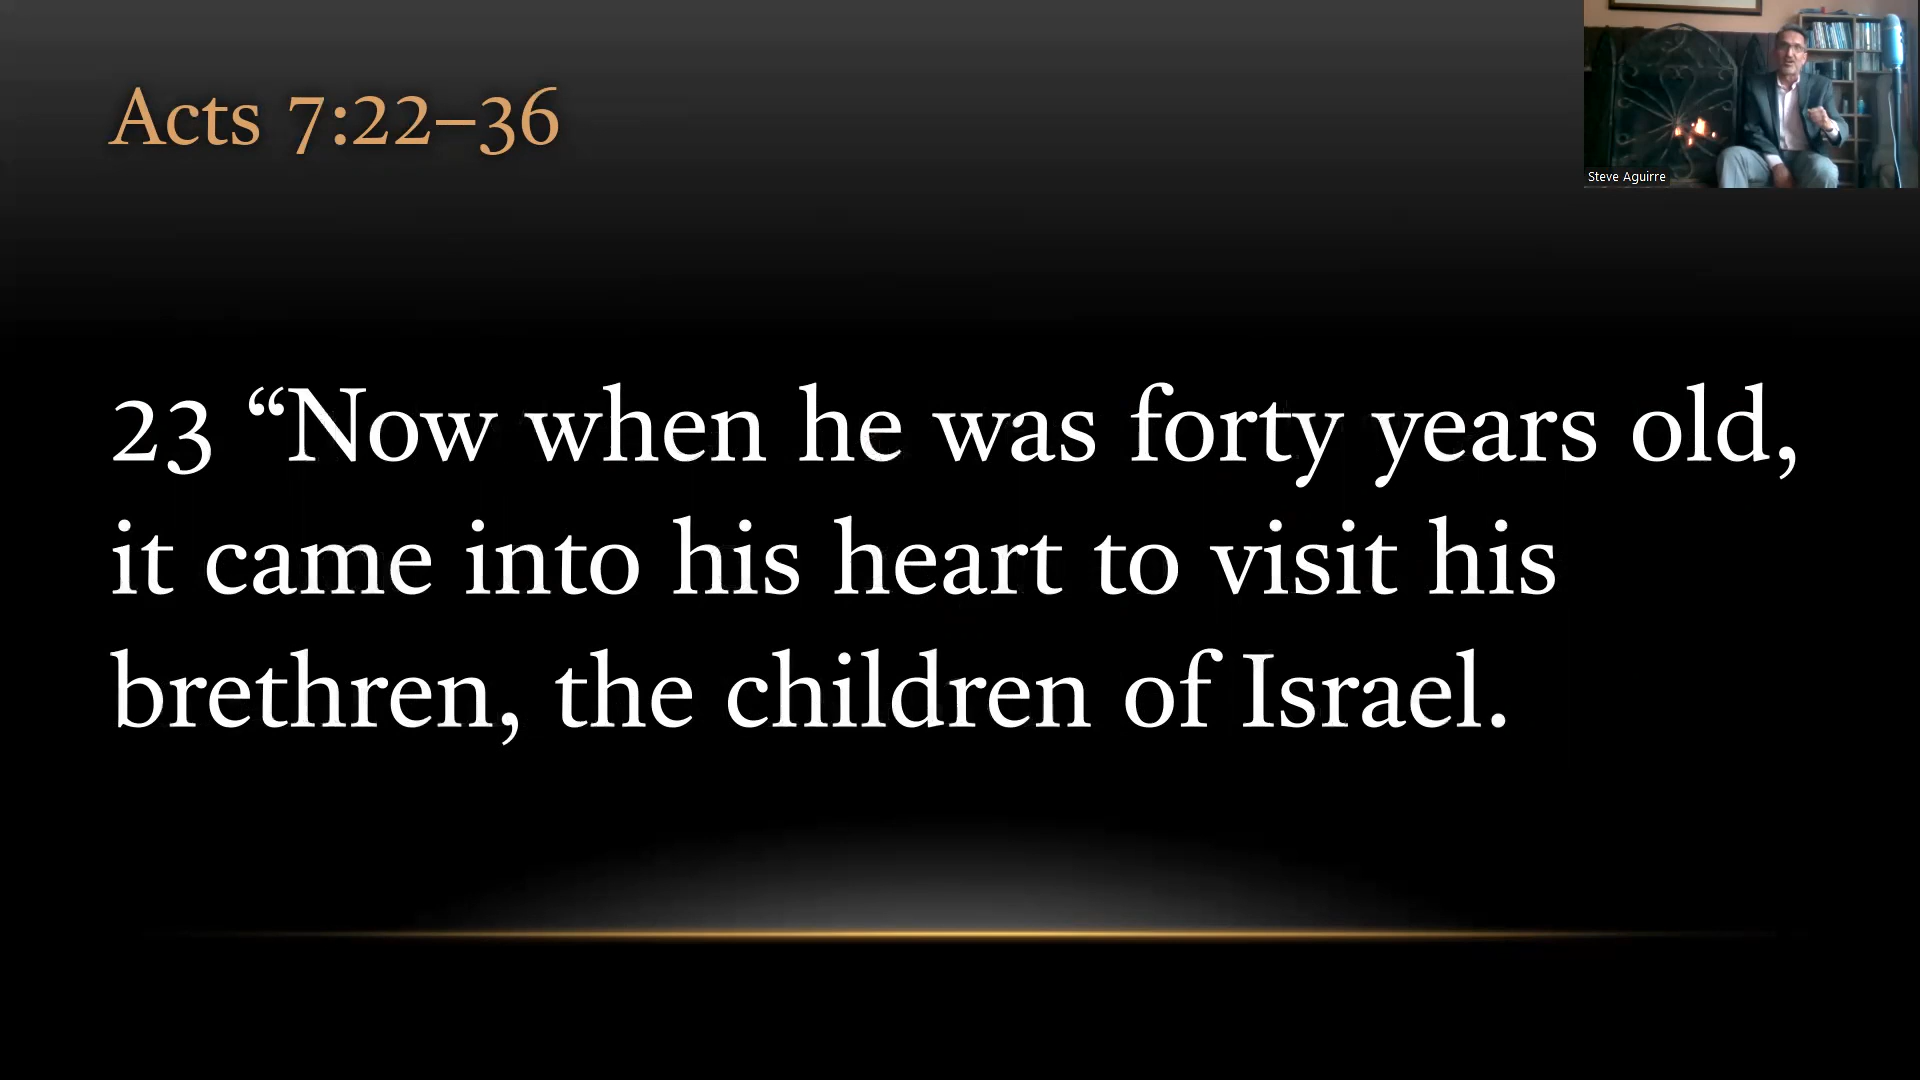 Acts 7:22–36
Steve Aguirre
23 “Now when he was forty years old,
it came into his heart to visit his
brethren, the children of Israel.